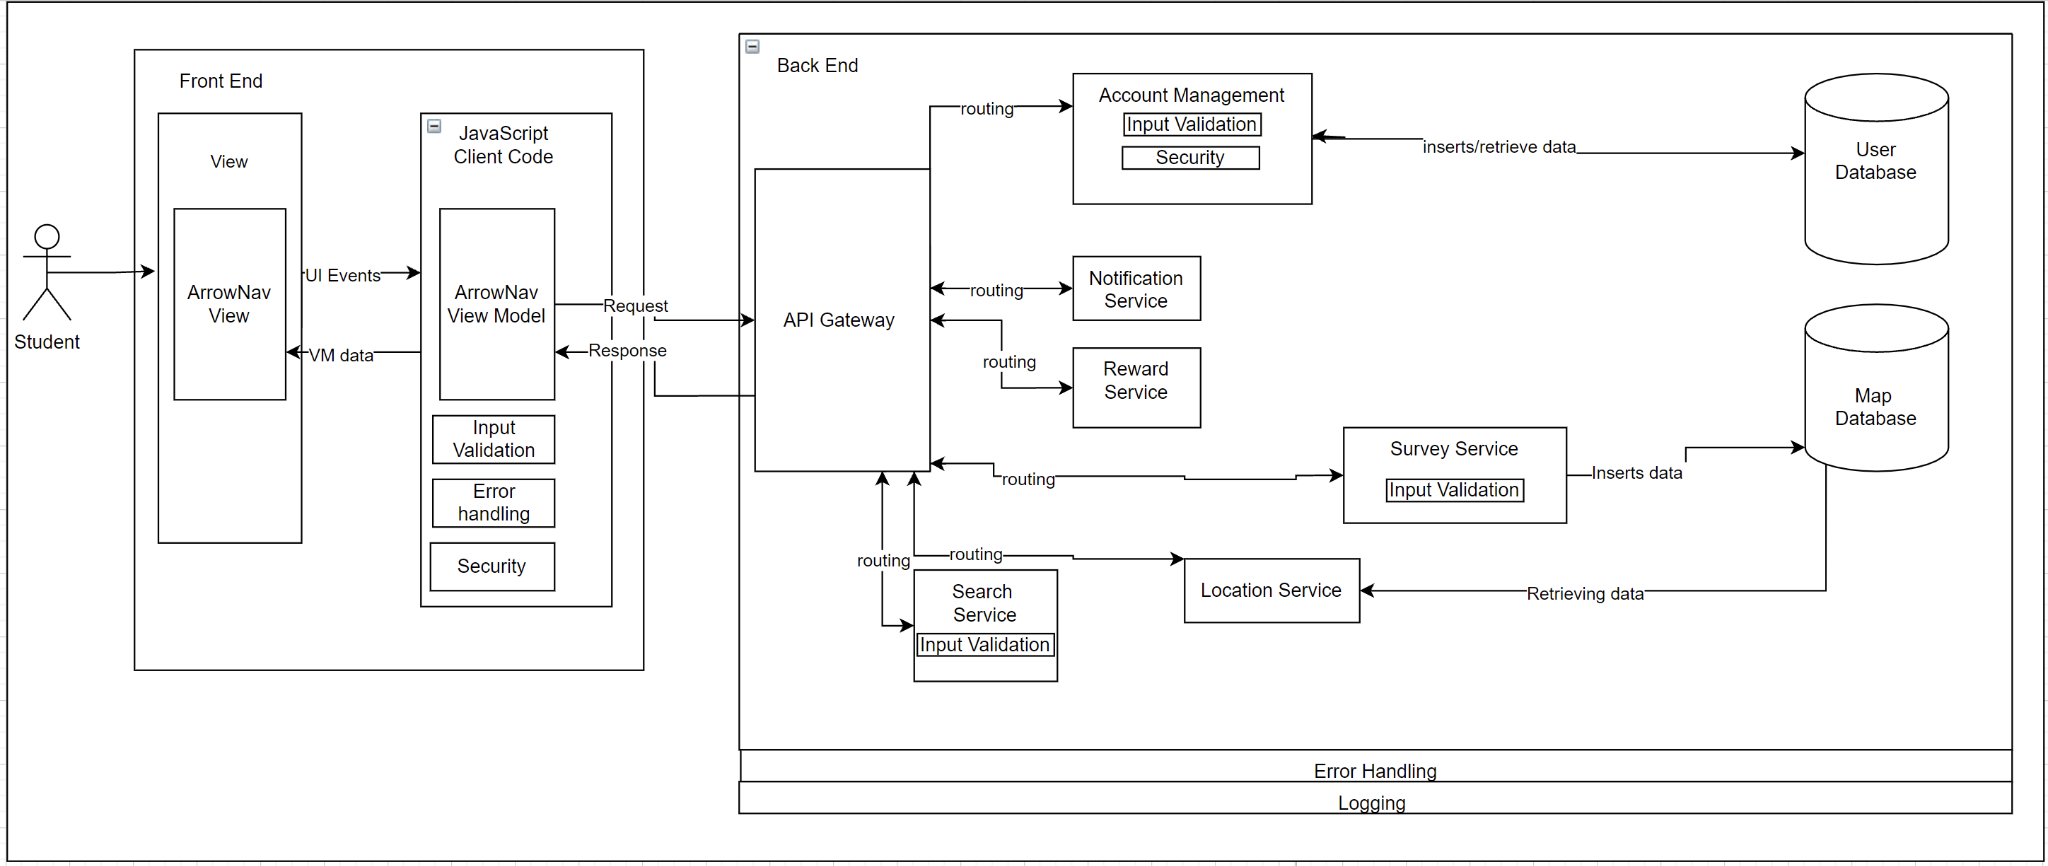 Front End
View
ArrowNav
View
Student
UI Events
VM data
JavaScript
Client Code
ArrowNav
View Model
Input
Validation
Error
handling
Security
Request
Response
Back End
API Gateway
routing
Account Management
Input Validation
Security
inserts/retrieve data
User
Database
routing
Notification
Service
routing
Reward
Service
routing
Survey Service
Input Validation
Inserts data
Map
Database
routing
Location Service
Retrieving data
routing
Search
Service
Input Validation
Error Handling
Logging